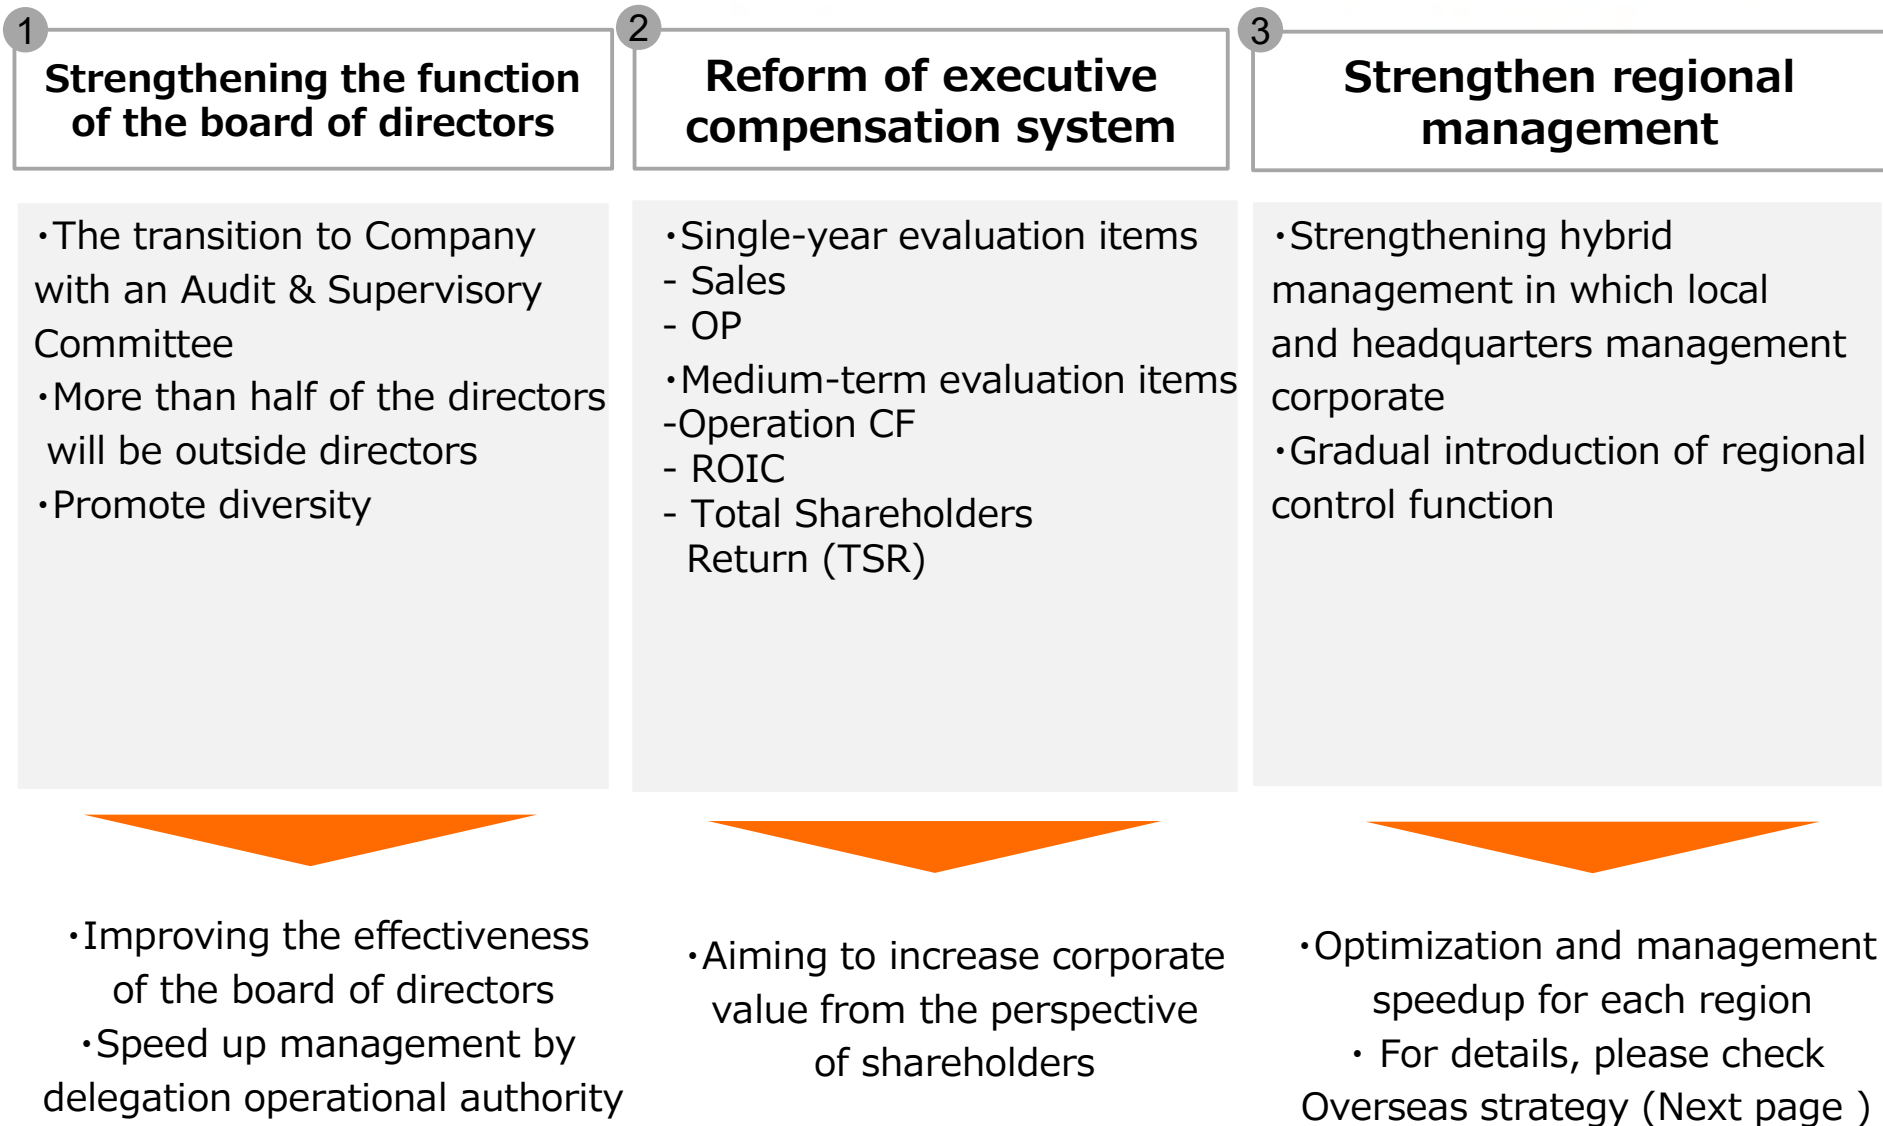 1
Strengthening the function
of the board of directors
・The transition to Company
with an Audit & Supervisory
Committee
・More than half of the directors
will be outside directors
・Promote diversity
・Improving the effectiveness
of the board of directors
・Speed up management by
delegation operational authority
2
Reform of executive
compensation system
・Single-year evaluation items
- Sales
- OP
・Medium-term evaluation items
-Operation CF
- ROIC
- Total Shareholders
Return (TSR)
・Aiming to increase corporate
value from the perspective
of shareholders
3
Strengthen regional
management
・Strengthening hybrid
management in which local
and headquarters management
corporate
・Gradual introduction of regional
control function
・Optimization and management
speedup for each region
・ For details, please check
Overseas strategy (Next page )